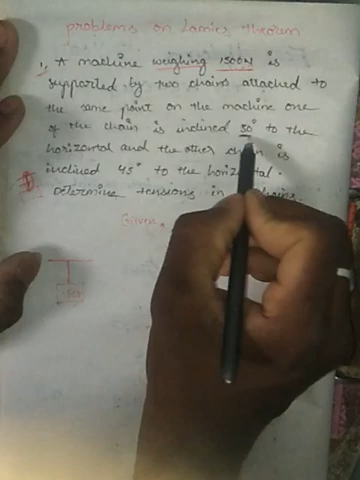 problems on Lamies Theorem
1, A machine weighing 1500N is
supported by two chains attached to
the same point on the machine one
of the chain is inclined 30° to the
horizontal and the other chain is
inclined 45° to the horizontal.
Determine tensions in chains.
Given,